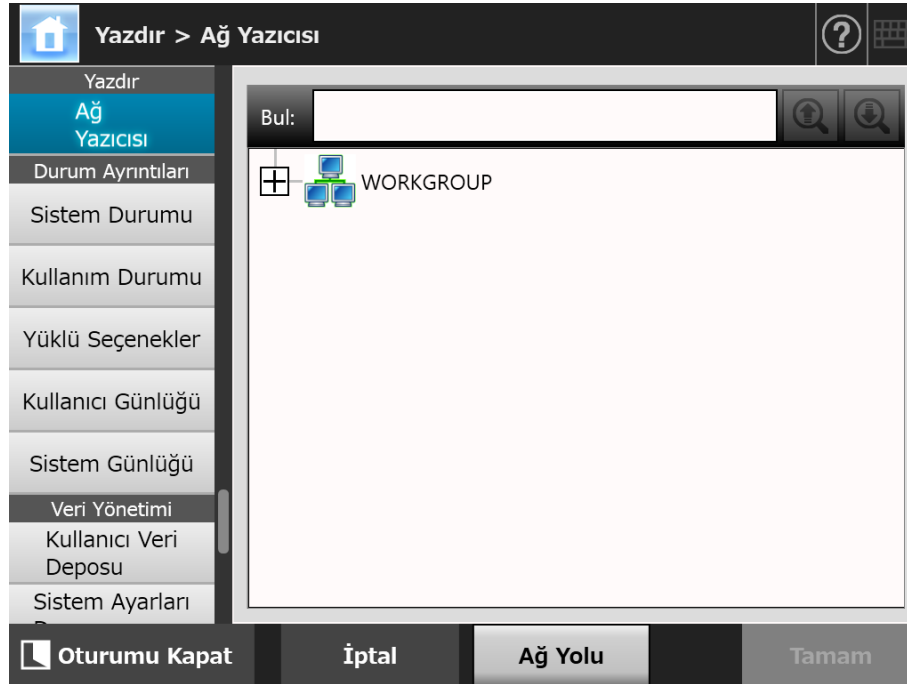 Yazdır > Ağ Yazıcısı
Yazdır
Ağ
Yazıcısı
Durum Ayrıntıları
Sistem Durumu
Kullanım Durumu
Yüklü Seçenekler
Kullanıcı Günlüğü
Sistem Günlüğü
Veri Yönetimi
Kullanıcı Veri
Deposu
Sistem Ayarları
Bul:
WORKGROUP
Oturumu Kapat
İptal
Ağ Yolu
Tamam